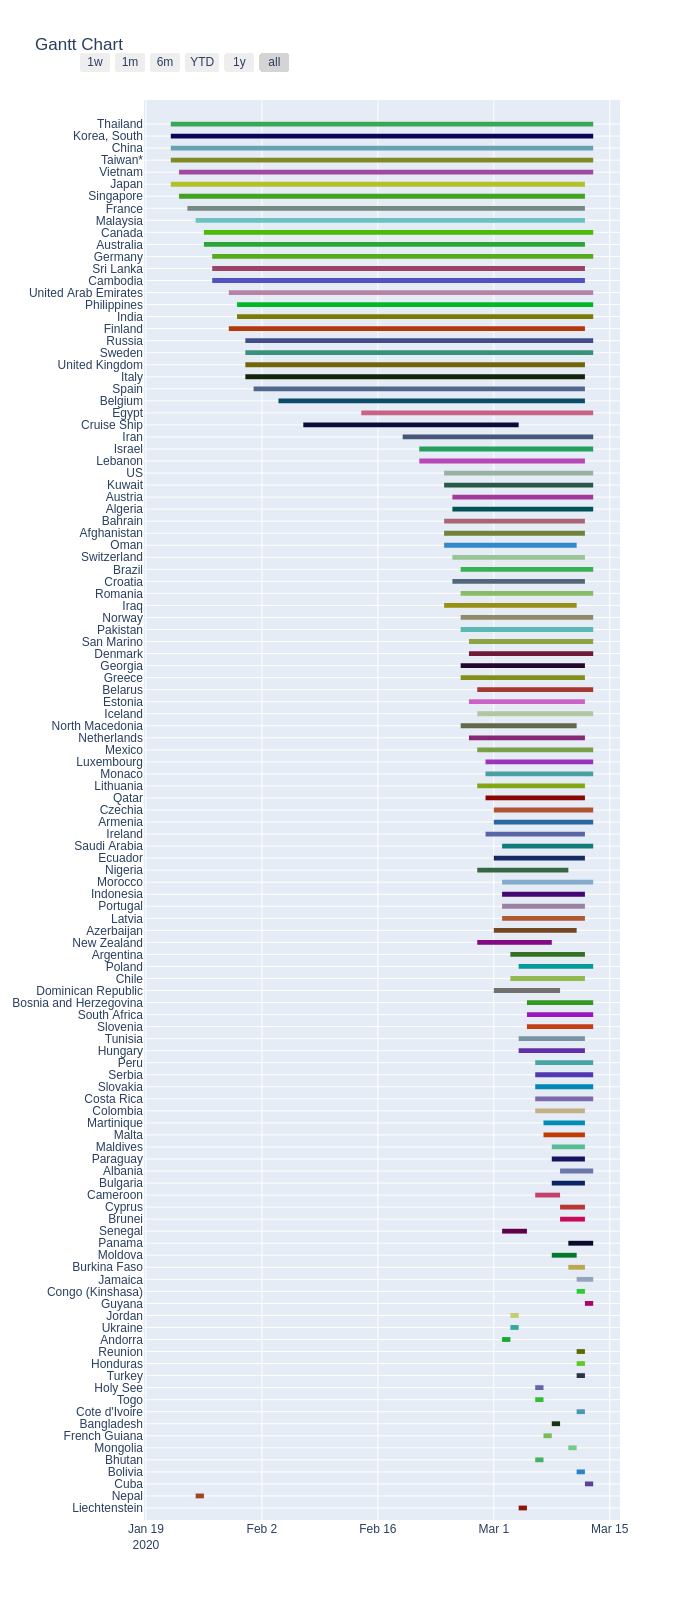 Gantt Chart
1w 1m 6m YTD 1y all
Thailand
Korea, South
China
Taiwan*
Vietnam
Japan
Singapore
France
Malaysia
Canada
Australia
Germany
Sri Lanka
Cambodia
United Arab Emirates
Philippines
India
Finland
Russia
Sweden
United Kingdom
Italy
Spain
Belgium
Egypt
Cruise Ship
Iran
Israel
Lebanon
US
Kuwait
Austria
Algeria
Bahrain
Afghanistan
Oman
Switzerland
Brazil
Croatia
Romania
Iraq
Norway
Pakistan
San Marino
Denmark
Georgia
Greece
Belarus
Estonia
Iceland
North Macedonia
Netherlands
Mexico
Luxembourg
Monaco
Lithuania
Qatar
Czechia
Armenia
Ireland
Saudi Arabia
Ecuador
Nigeria
Morocco
Indonesia
Portugal
Latvia
Azerbaijan
New Zealand
Argentina
Poland
Chile
Dominican Republic
Bosnia and Herzegovina
South Africa
Slovenia
Tunisia
Hungary
Peru
Serbia
Slovakia
Costa Rica
Colombia
Martinique
Malta
Maldives
Paraguay
Albania
Bulgaria
Cameroon
Cyprus
Brunei
Senegal
Panama
Moldova
Burkina Faso
Jamaica
Congo (Kinshasa)
Guyana
Jordan
Ukraine
Andorra
Reunion
Honduras
Turkey
Holy See
Togo
Cote d'Ivoire
Bangladesh
French Guiana
Mongolia
Bhutan
Bolivia
Cuba
Nepal
Liechtenstein
Jan 19 Feb 2 Feb 16 Mar 1 Mar 15
2020